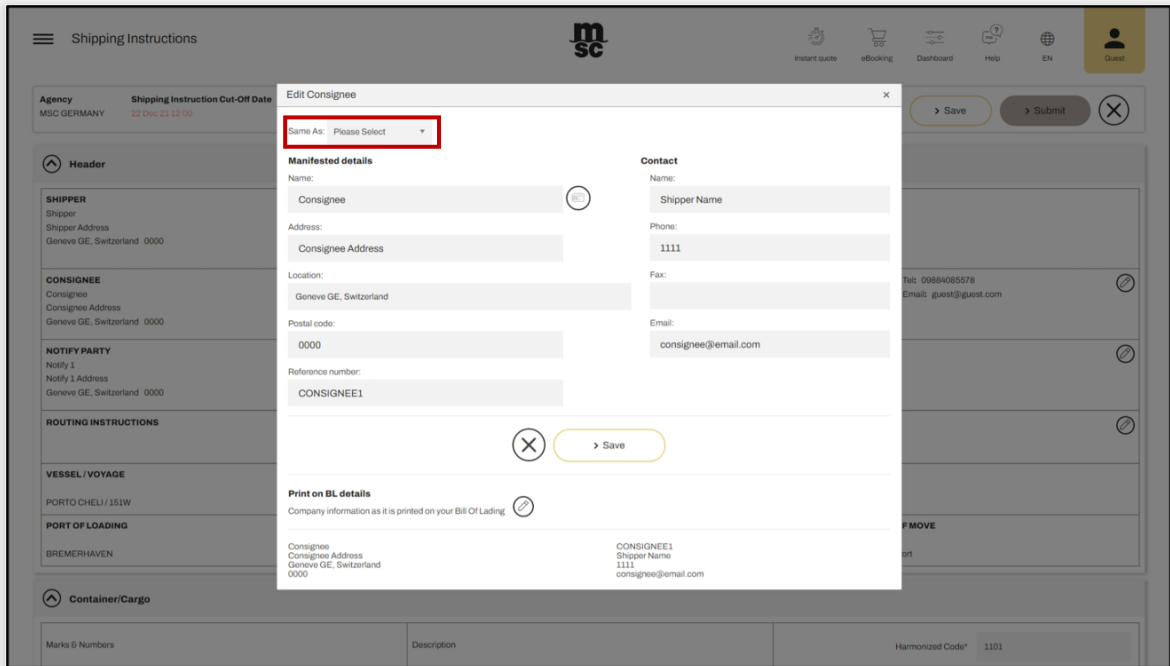 Shipping Instructions
msc
Instant quote
eBooking
Dashboard
Help
EN
Guest
Agency
MSC GERMANY
Shipping Instruction Cut-Off Date
22 Dec 21 12:00
> Save
> Submit
Edit Consignee
×
Same As: Please Select
Manifested details
Name:
Consignee
Address:
Consignee Address
Location:
Geneve GE, Switzerland
Postal code:
0000
Reference number:
CONSIGNEE1
Contact
Name:
Shipper Name
Phone:
1111
Fax:
Email:
consignee@email.com
> Save
Print on BL details
Company information as it is printed on your Bill Of Lading
Consignee
Consignee Address
Geneve GE, Switzerland
0000
CONSIGNEE1
Shipper Name
1111
consignee@email.com
Header
SHIPPER
Shipper
Shipper Address
Geneve GE, Switzerland 0000
CONSIGNEE
Consignee
Consignee Address
Geneve GE, Switzerland 0000
Tel: 09884085578
Email: guest@guest.com
NOTIFY PARTY
Notify 1
Notify 1 Address
Geneve GE, Switzerland 0000
ROUTING INSTRUCTIONS
VESSEL / VOYAGE
PORTO CHELI / 151W
PORT OF LOADING
BREMERHAVEN
F MOVE
ort
Container/Cargo
Marks & Numbers
Description
Harmonized Code* 1101